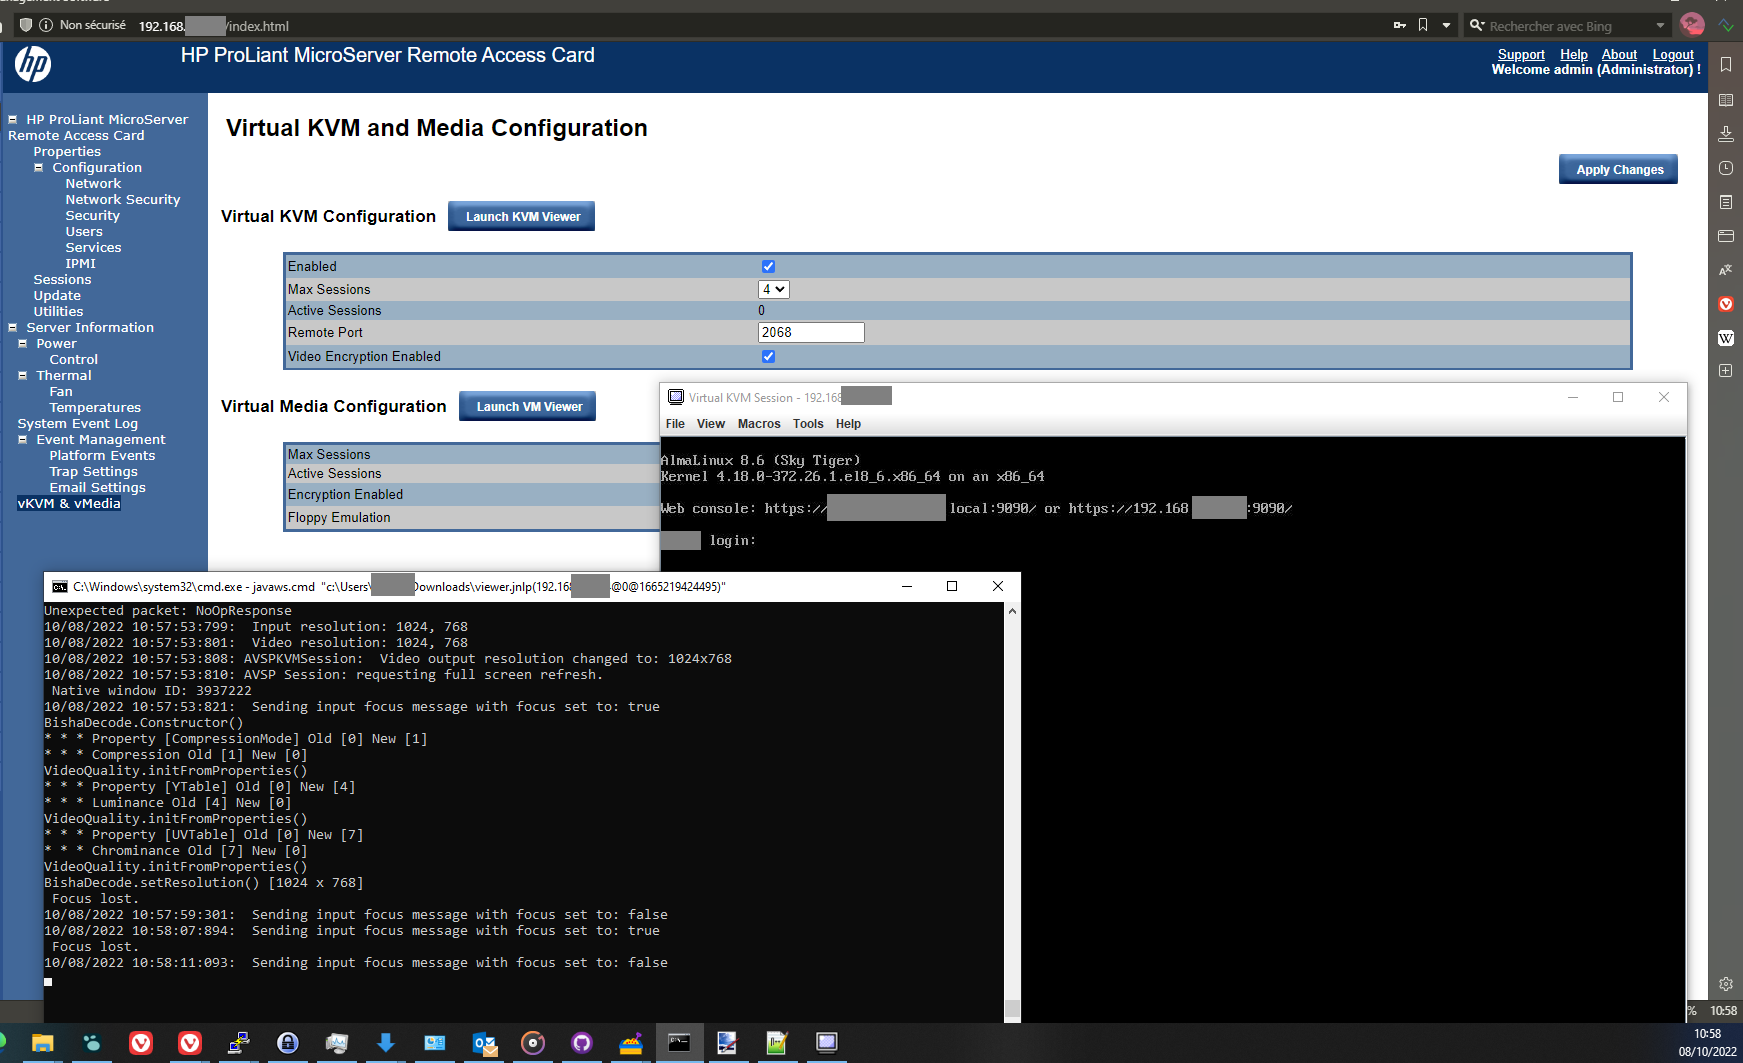 Non sécurisé 192.168. /index.html
Rechercher avec Bing
hp
HP ProLiant MicroServer Remote Access Card
Support Help About Logout
Welcome admin (Administrator) !
HP ProLiant MicroServer
Remote Access Card
Properties
Configuration
Network
Network Security
Security
Users
Services
IPMI
Sessions
Update
Utilities
Server Information
Power
Control
Thermal
Fan
Temperatures
System Event Log
Event Management
Platform Events
Trap Settings
Email Settings
vKVM & vMedia
Virtual KVM and Media Configuration
Apply Changes
Virtual KVM Configuration Launch KVM Viewer
Enabled
Max Sessions 4
Active Sessions 0
Remote Port 2068
Video Encryption Enabled
Virtual Media Configuration Launch VM Viewer
Max Sessions
Active Sessions
Encryption Enabled
Floppy Emulation
Virtual KVM Session - 192.168
File View Macros Tools Help
AlmaLinux 8.6 (Sky Tiger)
Kernel 4.18.0-372.26.1.el8_6.x86_64 on an x86_64
Web console: https:// local:9090/ or https://192.168 :9090/
login:
C:\Windows\system32\cmd.exe - javaws.cmd "c:\Users\ Downloads\viewer.jnlp(192.16 @0@1665219424495)"
Unexpected packet: NoOpResponse
10/08/2022 10:57:53:799:  Input resolution: 1024, 768
10/08/2022 10:57:53:801:  Video resolution: 1024, 768
10/08/2022 10:57:53:808: AVSPKVMSession:  Video output resolution changed to: 1024x768
10/08/2022 10:57:53:810: AVSP Session: requesting full screen refresh.
Native window ID: 3937222
10/08/2022 10:57:53:821:  Sending input focus message with focus set to: true
BishaDecode.Constructor()
* * * Property [CompressionMode] Old [0] New [1]
* * * Compression Old [1] New [0]
VideoQuality.initFromProperties()
* * * Property [YTable] Old [0] New [4]
* * * Luminance Old [4] New [0]
VideoQuality.initFromProperties()
* * * Property [UVTable] Old [0] New [7]
* * * Chrominance Old [7] New [0]
VideoQuality.initFromProperties()
BishaDecode.setResolution() [1024 x 768]
Focus lost.
10/08/2022 10:57:59:301:  Sending input focus message with focus set to: false
10/08/2022 10:58:07:894:  Sending input focus message with focus set to: true
Focus lost.
10/08/2022 10:58:11:093:  Sending input focus message with focus set to: false
% 10:58
10:58
08/10/2022